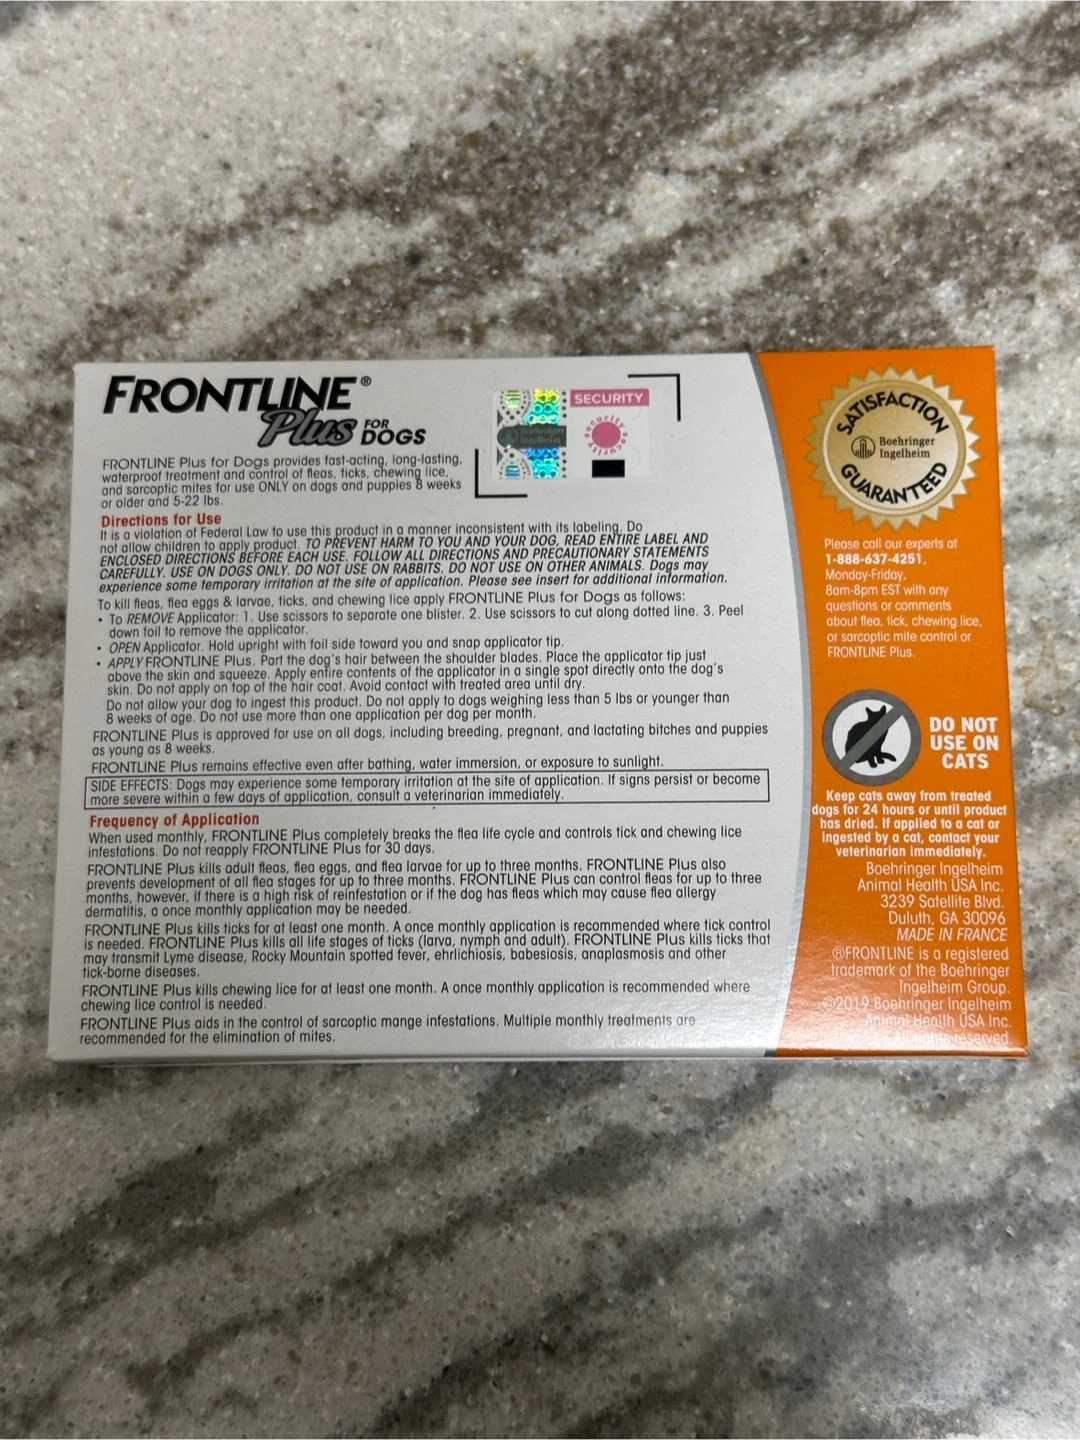 FRONTLINE®
Plus FOR DOGS
SECURITY
security security
Boehringer
Ingelheim
FRONTLINE Plus for Dogs provides fast-acting, long-lasting,
waterproof treatment and control of fleas, ticks, chewing lice,
and sarcoptic mites for use ONLY on dogs and puppies 8 weeks
or older and 5-22 lbs.
Directions for Use
It is a violation of Federal Law to use this product in a manner inconsistent with its labeling. Do
not allow children to apply product. TO PREVENT HARM TO YOU AND YOUR DOG, READ ENTIRE LABEL AND
ENCLOSED DIRECTIONS BEFORE EACH USE. FOLLOW ALL DIRECTIONS AND PRECAUTIONARY STATEMENTS
CAREFULLY. USE ON DOGS ONLY. DO NOT USE ON RABBITS. DO NOT USE ON OTHER ANIMALS. Dogs may
experience some temporary irritation at the site of application. Please see insert for additional information.
To kill fleas, flea eggs & larvae, ticks, and chewing lice apply FRONTLINE Plus for Dogs as follows:
• To REMOVE Applicator: 1. Use scissors to separate one blister. 2. Use scissors to cut along dotted line. 3. Peel
down foil to remove the applicator.
• OPEN Applicator. Hold upright with foil side toward you and snap applicator tip.
• APPLY FRONTLINE Plus. Part the dog's hair between the shoulder blades. Place the applicator tip just
above the skin and squeeze. Apply entire contents of the applicator in a single spot directly onto the dog's
skin. Do not apply on top of the hair coat. Avoid contact with treated area until dry.
Do not allow your dog to ingest this product. Do not apply to dogs weighing less than 5 lbs or younger than
8 weeks of age. Do not use more than one application per dog per month.
FRONTLINE Plus is approved for use on all dogs, including breeding, pregnant, and lactating bitches and puppies
as young as 8 weeks.
FRONTLINE Plus remains effective even after bathing, water immersion, or exposure to sunlight.
SIDE EFFECTS: Dogs may experience some temporary irritation at the site of application. If signs persist or become
more severe within a few days of application, consult a veterinarian immediately.
Frequency of Application
When used monthly, FRONTLINE Plus completely breaks the flea life cycle and controls tick and chewing lice
infestations. Do not reapply FRONTLINE Plus for 30 days.
FRONTLINE Plus kills adult fleas, flea eggs, and flea larvae for up to three months. FRONTLINE Plus also
prevents development of all flea stages for up to three months. FRONTLINE Plus can control fleas for up to three
months, however, if there is a high risk of reinfestation or if the dog has fleas which may cause flea allergy
dermatitis, a once monthly application may be needed.
FRONTLINE Plus kills ticks for at least one month. A once monthly application is recommended where tick control
is needed. FRONTLINE Plus kills all life stages of ticks (larva, nymph and adult). FRONTLINE Plus kills ticks that
may transmit Lyme disease, Rocky Mountain spotted fever, ehrlichiosis, babesiosis, anaplasmosis and other
tick-borne diseases.
FRONTLINE Plus kills chewing lice for at least one month. A once monthly application is recommended where
chewing lice control is needed.
FRONTLINE Plus aids in the control of sarcoptic mange infestations. Multiple monthly treatments are
recommended for the elimination of mites.
SATISFACTION
Boehringer
Ingelheim
GUARANTEED
Please call our experts at
1-888-637-4251,
Monday-Friday,
8am-8pm EST with any
questions or comments
about flea, tick, chewing lice,
or sarcoptic mite control or
FRONTLINE Plus.
DO NOT
USE ON
CATS
Keep cats away from treated
dogs for 24 hours or until product
has dried. If applied to a cat or
ingested by a cat, contact your
veterinarian immediately.
Boehringer Ingelheim
Animal Health USA Inc.
3239 Satellite Blvd.
Duluth, GA 30096
MADE IN FRANCE
®FRONTLINE is a registered
trademark of the Boehringer
Ingelheim Group.
©2019 Boehringer Ingelheim
Animal Health USA Inc.
All rights reserved.